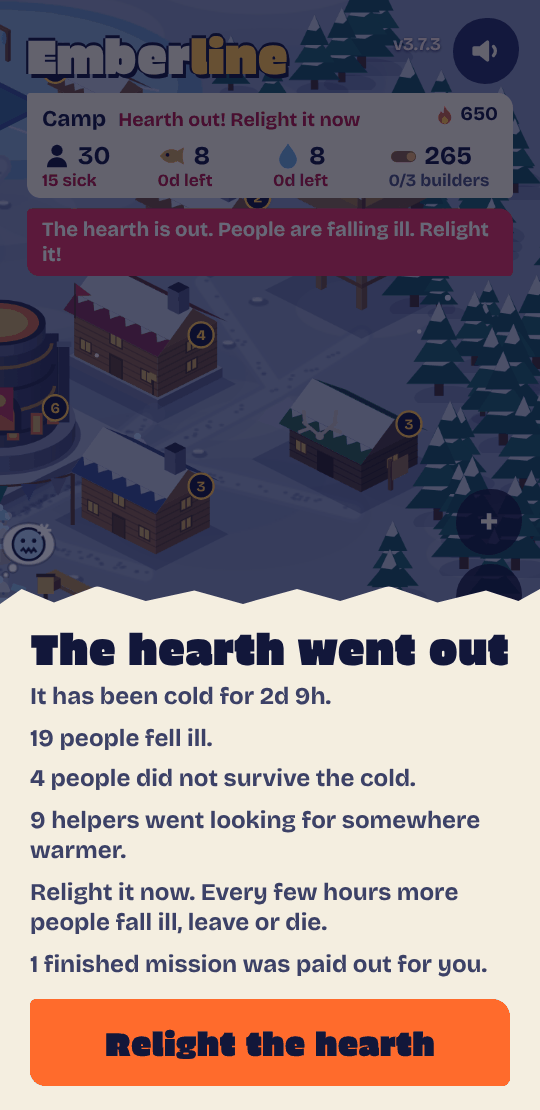 Emberline
v3.7.3
Camp Hearth out! Relight it now 650
30 8 8 265
15 sick 0d left 0d left 0/3 builders
2
The hearth is out. People are falling ill. Relight
it!
4
6
3
3
+
The hearth went out
It has been cold for 2d 9h.
19 people fell ill.
4 people did not survive the cold.
9 helpers went looking for somewhere
warmer.
Relight it now. Every few hours more
people fall ill, leave or die.
1 finished mission was paid out for you.
Relight the hearth